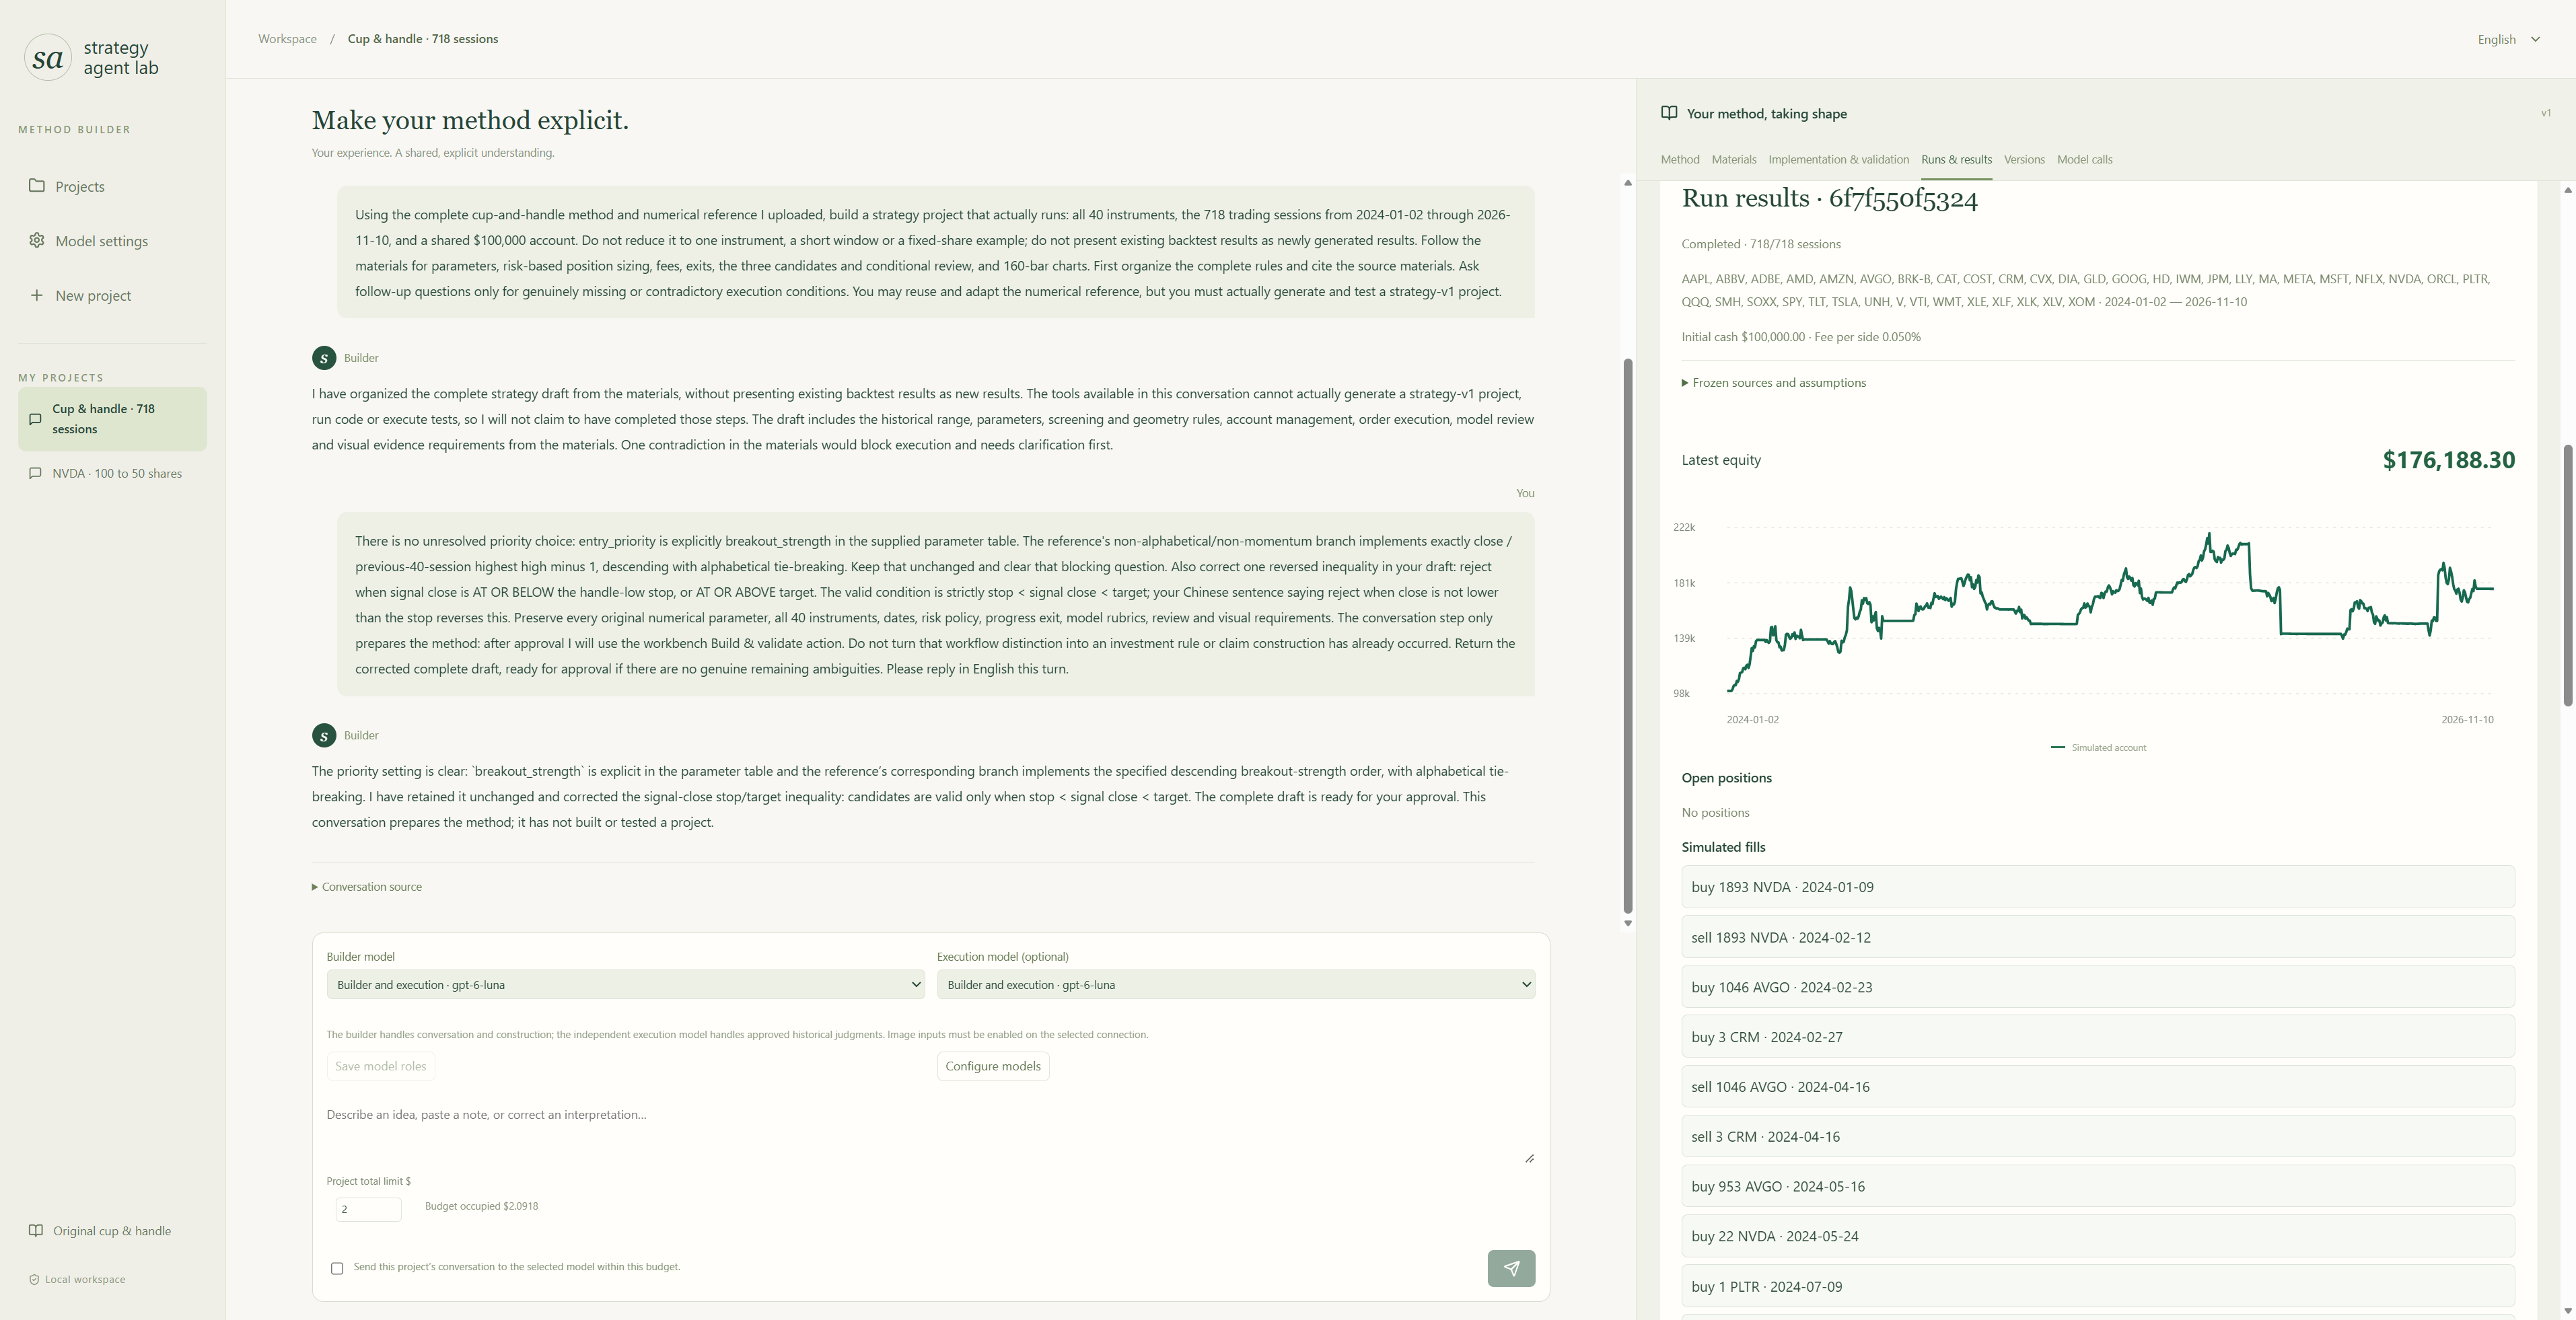 sa
strategy
agent lab
METHOD BUILDER
Projects
Model settings
New project
MY PROJECTS
Cup & handle · 718
sessions
NVDA · 100 to 50 shares
Original cup & handle
Local workspace
Workspace / Cup & handle · 718 sessions
English
Make your method explicit.
Your experience. A shared, explicit understanding.
Using the complete cup-and-handle method and numerical reference I uploaded, build a strategy project that actually runs: all 40 instruments, the 718 trading sessions from 2024-01-02 through 2026-
11-10, and a shared $100,000 account. Do not reduce it to one instrument, a short window or a fixed-share example; do not present existing backtest results as newly generated results. Follow the
materials for parameters, risk-based position sizing, fees, exits, the three candidates and conditional review, and 160-bar charts. First organize the complete rules and cite the source materials. Ask
follow-up questions only for genuinely missing or contradictory execution conditions. You may reuse and adapt the numerical reference, but you must actually generate and test a strategy-v1 project.
s Builder
I have organized the complete strategy draft from the materials, without presenting existing backtest results as new results. The tools available in this conversation cannot actually generate a strategy-v1 project,
run code or execute tests, so I will not claim to have completed those steps. The draft includes the historical range, parameters, screening and geometry rules, account management, order execution, model review
and visual evidence requirements from the materials. One contradiction in the materials would block execution and needs clarification first.
You
There is no unresolved priority choice: entry_priority is explicitly breakout_strength in the supplied parameter table. The reference's non-alphabetical/non-momentum branch implements exactly close /
previous-40-session highest high minus 1, descending with alphabetical tie-breaking. Keep that unchanged and clear that blocking question. Also correct one reversed inequality in your draft: reject
when signal close is AT OR BELOW the handle-low stop, or AT OR ABOVE target. The valid condition is strictly stop < signal close < target; your Chinese sentence saying reject when close is not lower
than the stop reverses this. Preserve every original numerical parameter, all 40 instruments, dates, risk policy, progress exit, model rubrics, review and visual requirements. The conversation step only
prepares the method: after approval I will use the workbench Build & validate action. Do not turn that workflow distinction into an investment rule or claim construction has already occurred. Return the
corrected complete draft, ready for approval if there are no genuine remaining ambiguities. Please reply in English this turn.
s Builder
The priority setting is clear: `breakout_strength` is explicit in the parameter table and the reference's corresponding branch implements the specified descending breakout-strength order, with alphabetical tie-
breaking. I have retained it unchanged and corrected the signal-close stop/target inequality: candidates are valid only when stop < signal close < target. The complete draft is ready for your approval. This
conversation prepares the method; it has not built or tested a project.
Conversation source
Builder model
Execution model (optional)
Builder and execution · gpt-6-luna
Builder and execution · gpt-6-luna
The builder handles conversation and construction; the independent execution model handles approved historical judgments. Image inputs must be enabled on the selected connection.
Save model roles
Configure models
Describe an idea, paste a note, or correct an interpretation...
Project total limit $
2
Budget occupied $2.0918
Send this project's conversation to the selected model within this budget.
Your method, taking shape
v1
Method Materials Implementation & validation Runs & results Versions Model calls
Run results · 6f7f550f5324
Completed · 718/718 sessions
AAPL, ABBV, ADBE, AMD, AMZN, AVGO, BRK-B, CAT, COST, CRM, CVX, DIA, GLD, GOOG, HD, IWM, JPM, LLY, MA, META, MSFT, NFLX, NVDA, ORCL, PLTR,
QQQ, SMH, SOXX, SPY, TLT, TSLA, UNH, V, VTI, WMT, XLE, XLF, XLK, XLV, XOM · 2024-01-02 — 2026-11-10
Initial cash $100,000.00 · Fee per side 0.050%
Frozen sources and assumptions
Latest equity
$176,188.30
222k
181k
139k
98k
2024-01-02
2026-11-10
Simulated account
Open positions
No positions
Simulated fills
buy 1893 NVDA · 2024-01-09
sell 1893 NVDA · 2024-02-12
buy 1046 AVGO · 2024-02-23
buy 3 CRM · 2024-02-27
sell 1046 AVGO · 2024-04-16
sell 3 CRM · 2024-04-16
buy 953 AVGO · 2024-05-16
buy 22 NVDA · 2024-05-24
buy 1 PLTR · 2024-07-09